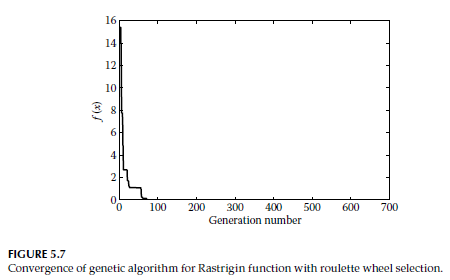 16
14
12
10
8
6
4
2
0
f (x)
0 100 200 300 400 500 600 700
Generation number
FIGURE 5.7
Convergence of genetic algorithm for Rastrigin function with roulette wheel selection.